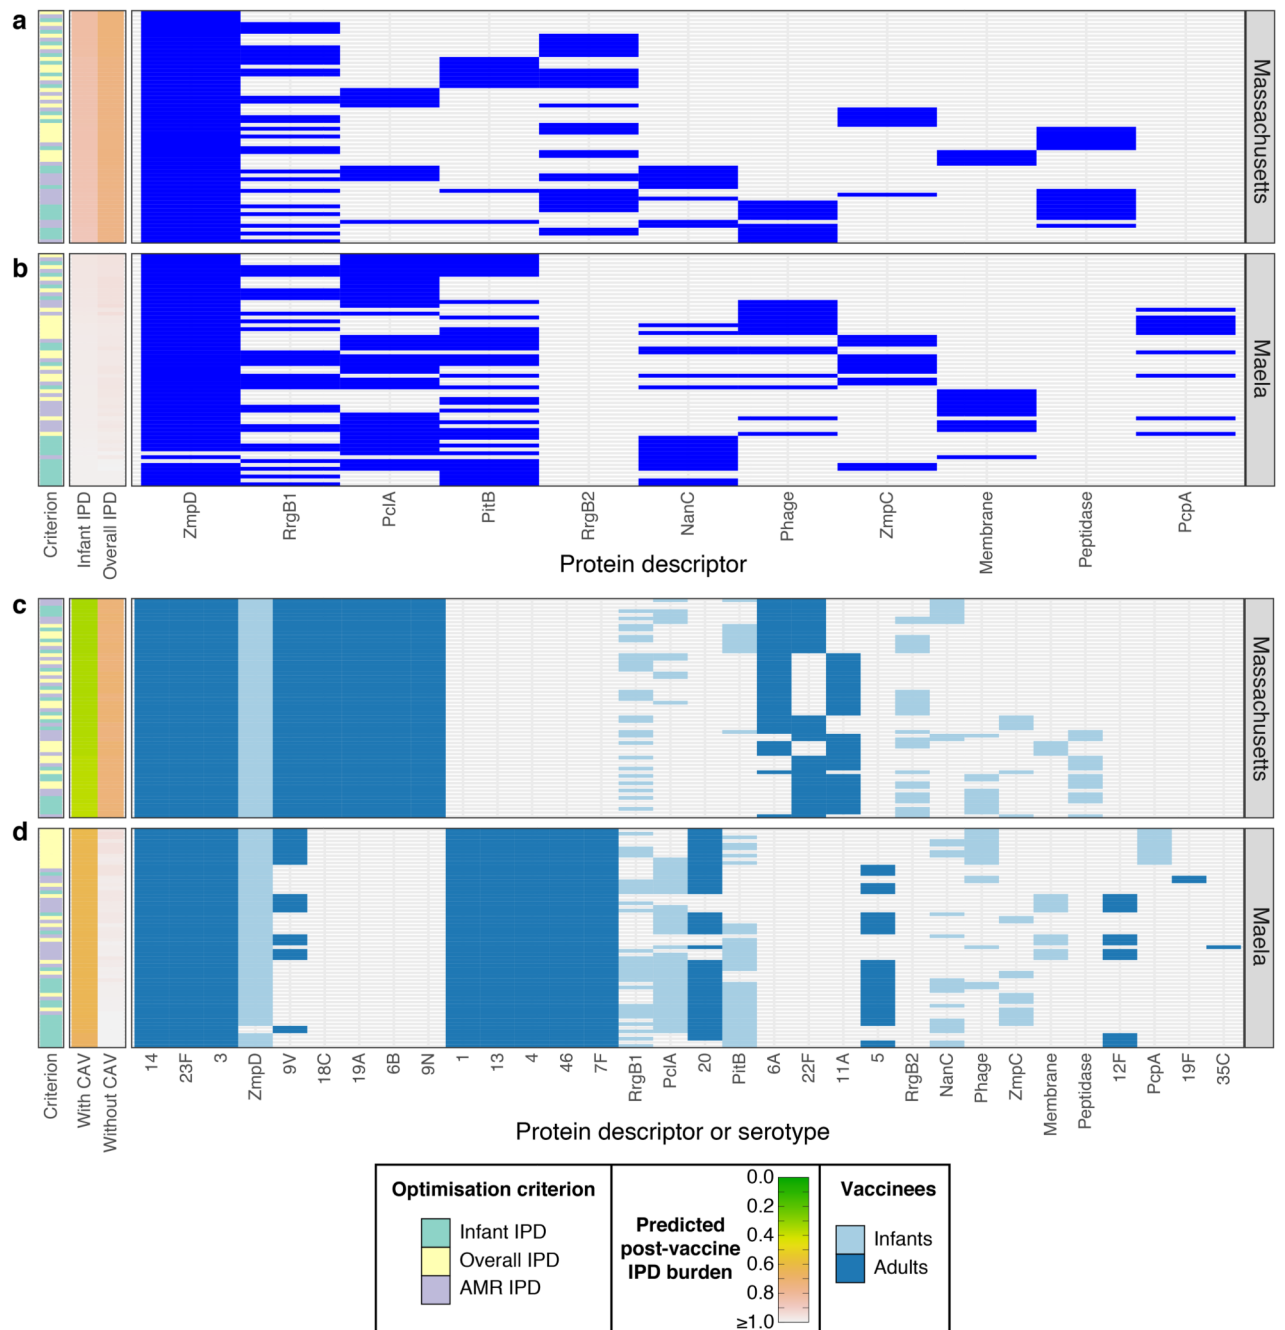 a
Massachusetts
b
Maela
Criterion
Infant IPD
Overall IPD
ZmpD
RrgB1
PclA
PitB
RrgB2
NanC
Phage
ZmpC
Membrane
Peptidase
PcpA
Protein descriptor
c
Massachusetts
d
Maela
Criterion
With CAV
Without CAV
14
23F
3
ZmpD
9V
18C
19A
6B
9N
1
13
4
46
7F
RrgB1
PclA
20
PitB
6A
22F
11A
5
RrgB2
NanC
Phage
ZmpC
Membrane
Peptidase
12F
PcpA
19F
35C
Protein descriptor or serotype
Optimisation criterion
Infant IPD
Overall IPD
AMR IPD
Predicted
post-vaccine
IPD burden
0.0
0.2
0.4
0.6
0.8
≥1.0
Vaccinees
Infants
Adults